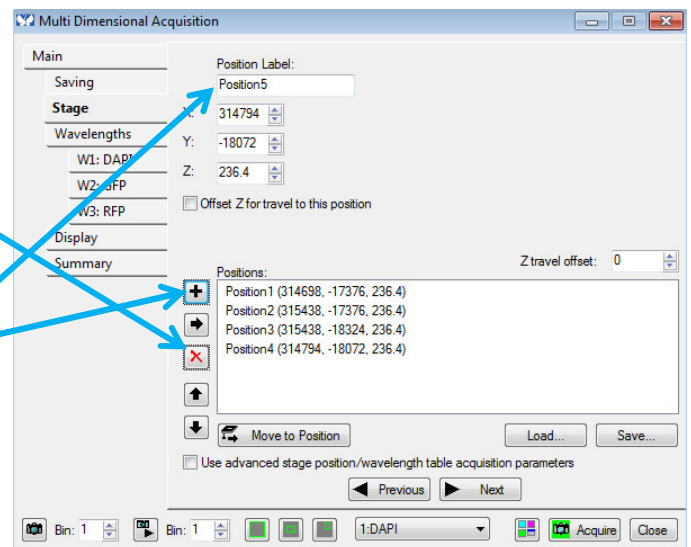 Multi Dimensional Acquisition
Main
Saving
Stage
Wavelengths
W1: DAPI
W2: GFP
W3: RFP
Display
Summary
Position Label:
Position5
X: 314794
Y: -18072
Z: 236.4
Offset Z for travel to this position
Z travel offset: 0
Positions:
Position1 (314698, -17376, 236.4)
Position2 (315438, -17376, 236.4)
Position3 (315438, -18324, 236.4)
Position4 (314794, -18072, 236.4)
Move to Position Load... Save...
Use advanced stage position/wavelength table acquisition parameters
Previous Next
Bin: 1 Bin: 1 1:DAPI Acquire Close